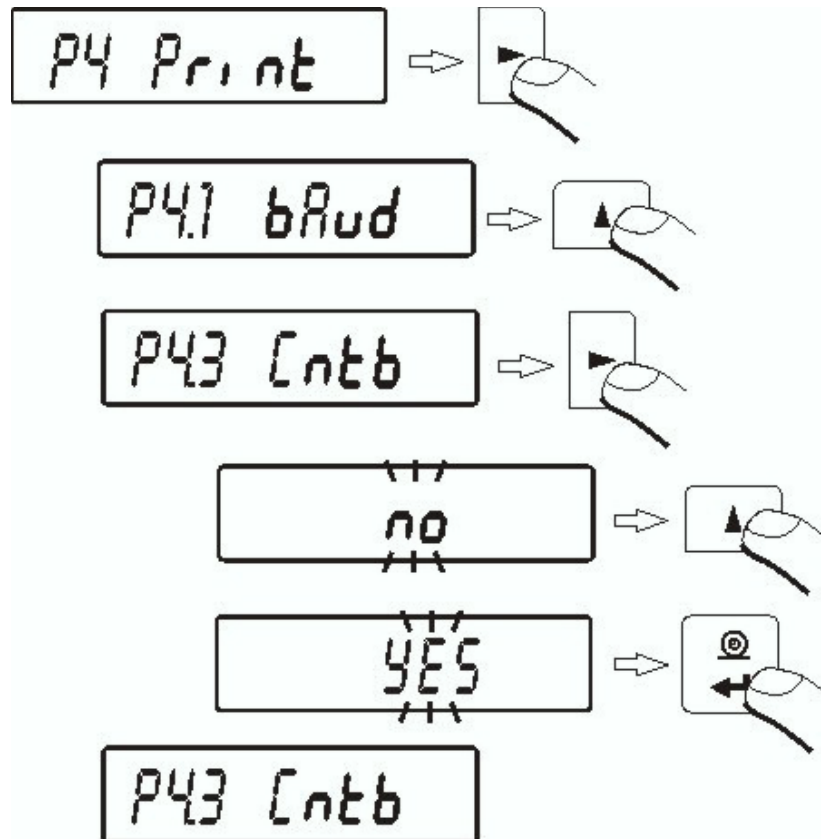 P4 Print
P4.1 bAud
P4.3 Cntb
no
YES
P4.3 Cntb